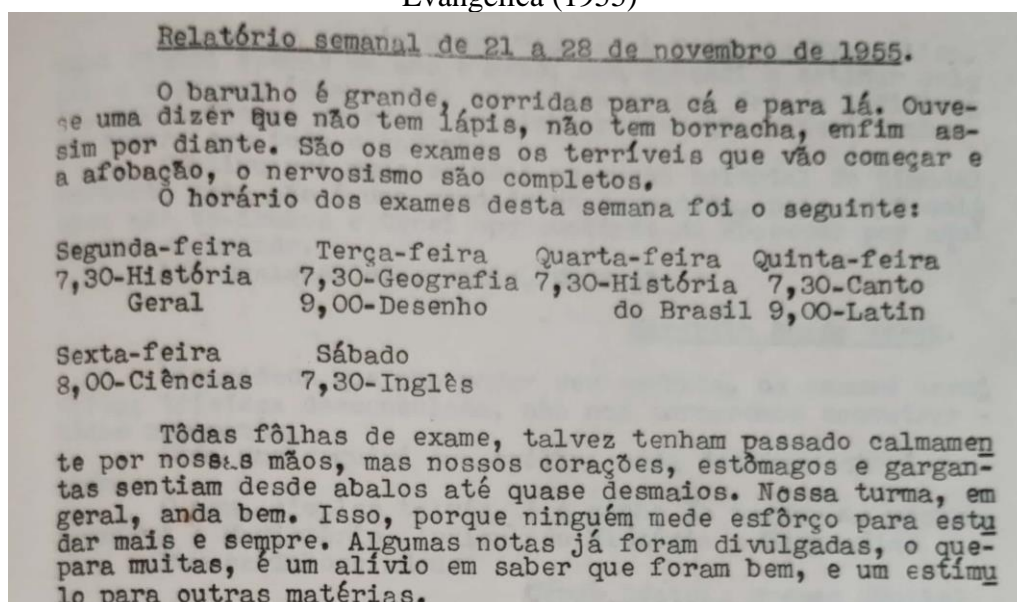 Evangélica (1955)
Relatório semanal de 21 a 28 de novembro de 1955.
O barulho é grande, corridas para cá e para lá. Ouve-
se uma dizer que não tem lápis, não tem borracha, enfim as-
sim por diante. São os exames os terríveis que vão começar e
a afobação, o nervosismo são completos.
O horário dos exames desta semana foi o seguinte:
Segunda-feira Terça-feira Quarta-feira Quinta-feira
7,30-História 7,30-Geografia 7,30-História 7,30-Canto
Geral 9,00-Desenho do Brasil 9,00-Latin
Sexta-feira Sábado
8,00-Ciências 7,30-Inglês
Tôdas fôlhas de exame, talvez tenham passado calmamen
te por nossas mãos, mas nossos corações, estômagos e gargan-
tas sentiam desde abalos até quase desmaios. Nossa turma, em
geral, anda bem. Isso, porque ninguém mede esfôrço para estu
dar mais e sempre. Algumas notas já foram divulgadas, o que-
para muitas, é um alívio em saber que foram bem, e um estímu
lo para outras matérias.